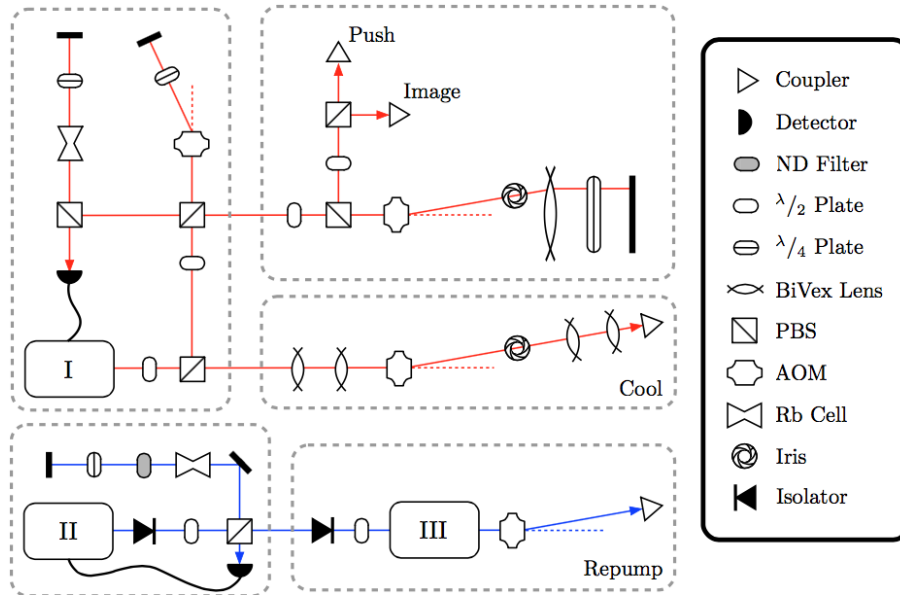 Push
Image
I
Cool
II
III
Repump
Coupler
Detector
ND Filter
λ/2 Plate
λ/4 Plate
BiVex Lens
PBS
AOM
Rb Cell
Iris
Isolator